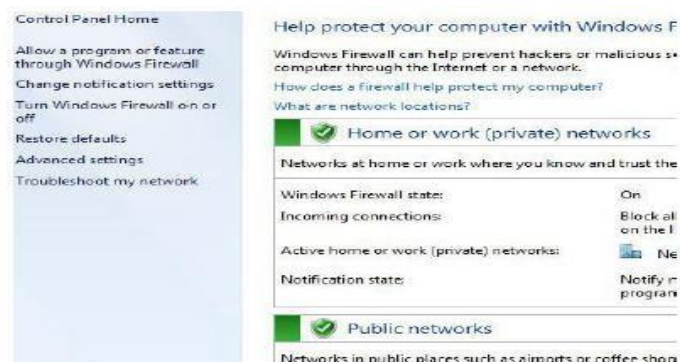 Control Panel Home
Allow a program or feature
through Windows Firewall
Change notification settings
Turn Windows Firewall on or
off
Restore defaults
Advanced settings
Troubleshoot my network
Help protect your computer with Windows F
Windows Firewall can help prevent hackers or malicious s
computer through the Internet or a network.
How does a firewall help protect my computer?
What are network locations?
Home or work (private) networks
Networks at home or work where you know and trust the
Windows Firewall state: On
Incoming connections: Block all
on the
Active home or work (private) networks: Ne
Notification state: Notify
program
Public networks
Networks in public places such as airports or coffee shop